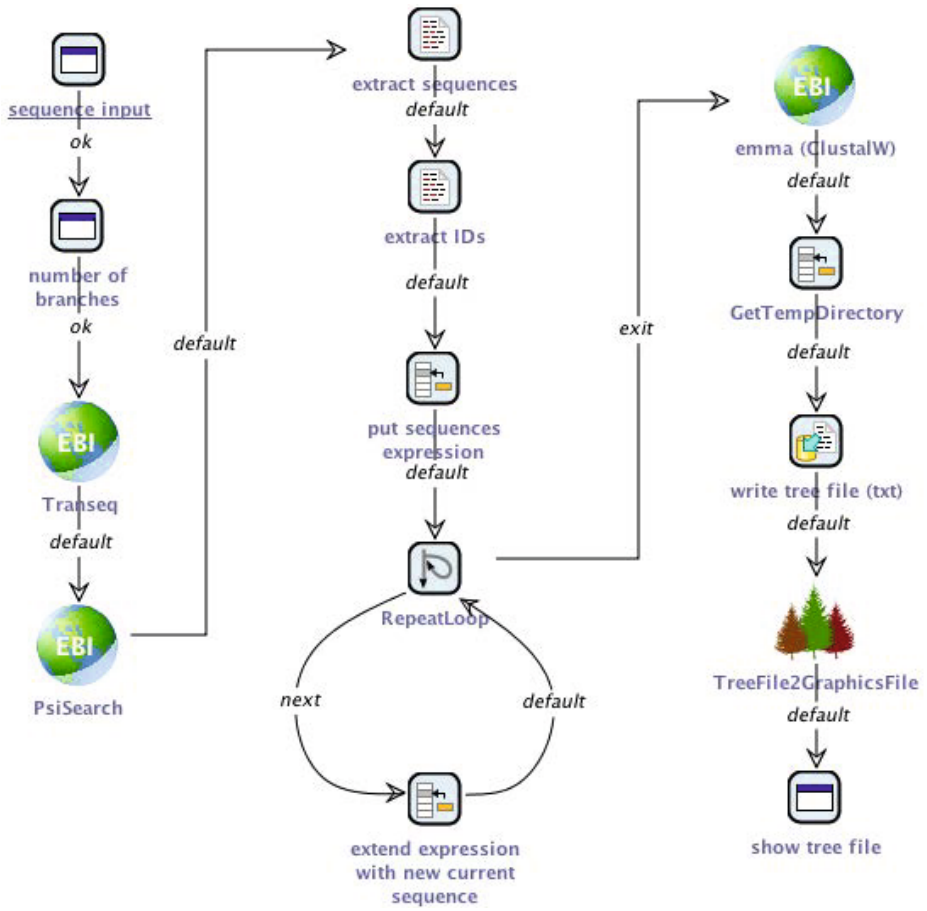 sequence input
ok
number of
branches
ok
EBI
Transeq
default
EBI
PsiSearch
default
extract sequences
default
extract IDs
default
put sequences
expression
default
RepeatLoop
next
default
extend expression
with new current
sequence
exit
EBI
emma (ClustalW)
default
GetTempDirectory
default
write tree file (txt)
default
TreeFile2GraphicsFile
default
show tree file